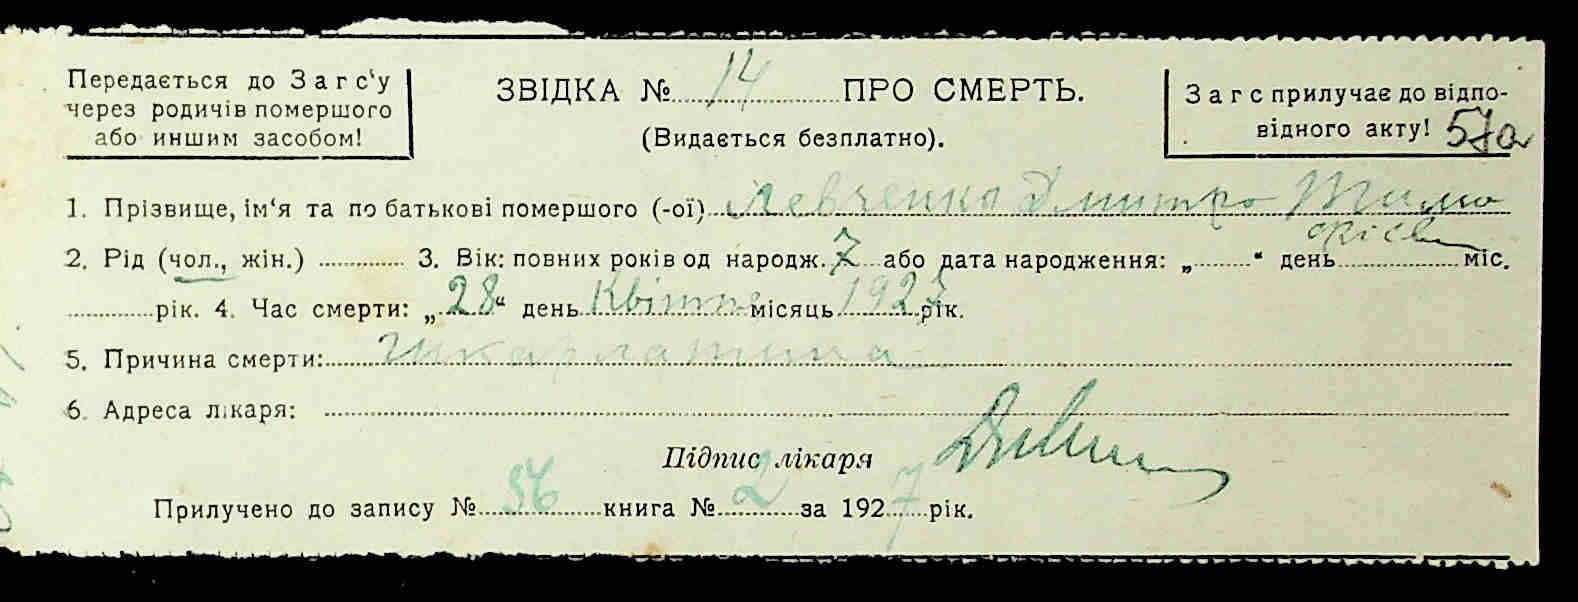 Передається до Загс'у
через родичів помершого
або иншим засобом!
ЗВІДКА № 14 ПРО СМЕРТЬ.
(Видається безплатно).
Загс прилучає до відпо-
відного акту! 57а
1. Прізвище, ім'я та по батькові помершого (-ої) Левченко Дмитро Тимо
2. Рід (чол., жін.) 3. Вік: повних років од народж. 7 або дата народження: „ “ день міс.
рік. 4. Час смерти: „28“ день Квітня місяць 1927 рік.
5. Причина смерти: шкарлатина
6. Адреса лікаря:
Підпис лікаря
Прилучено до запису № 56 книга № 2 за 1927 рік.